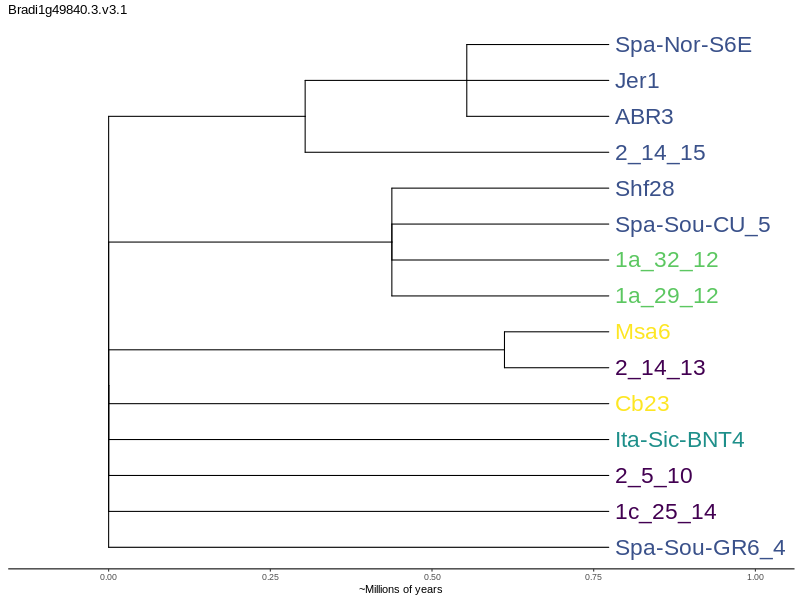 Bradi1g49840.3.v3.1
Spa-Nor-S6E
Jer1
ABR3
2_14_15
Shf28
Spa-Sou-CU_5
1a_32_12
1a_29_12
Msa6
2_14_13
Cb23
Ita-Sic-BNT4
2_5_10
1c_25_14
Spa-Sou-GR6_4
0.00 0.25 0.50 0.75 1.00
~Millions of years